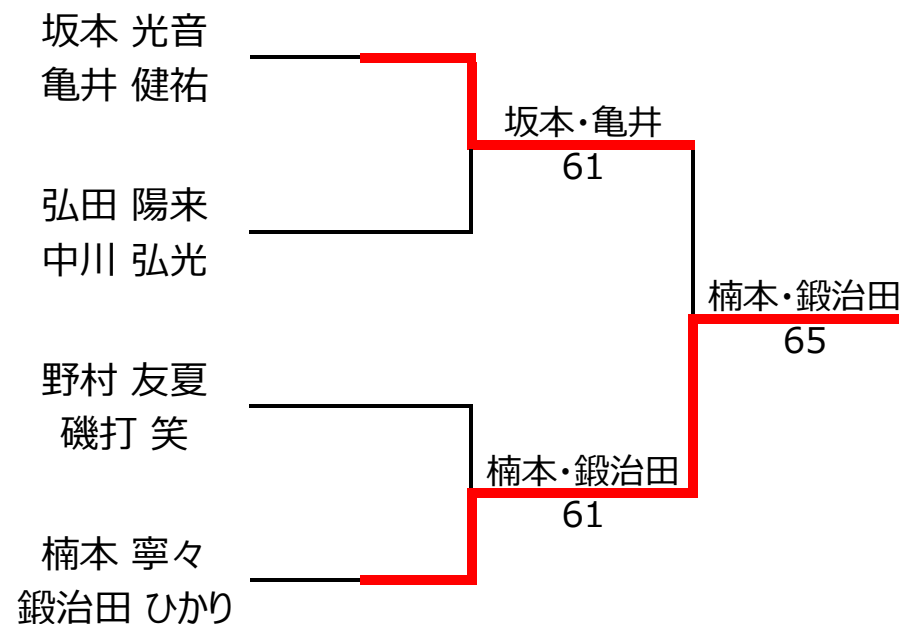 坂本 光音
亀井 健祐
坂本・亀井
61
弘田 陽来
中川 弘光
楠本・鍛治田
65
野村 友夏
磯打 笑
楠本・鍛治田
61
楠本 寧々
鍛治田 ひかり